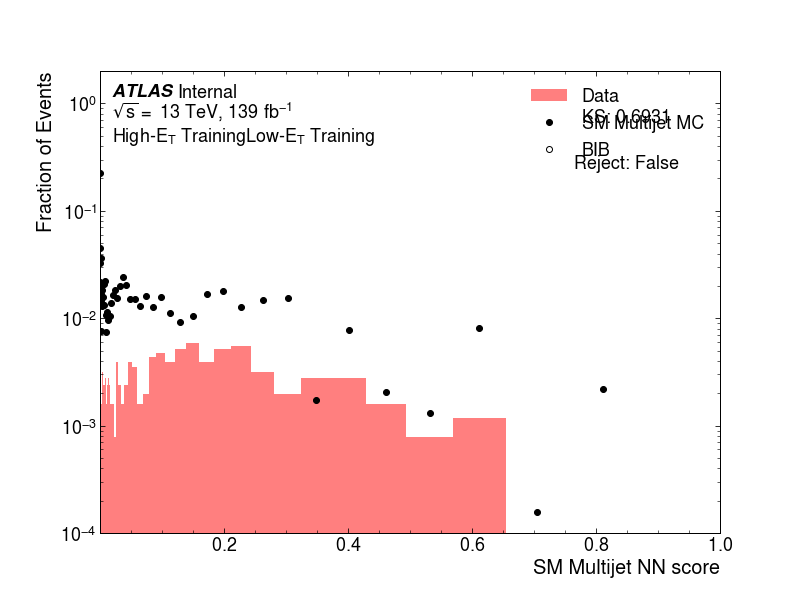 ATLAS Internal
√s = 13 TeV, 139 fb⁻¹
High-E_T TrainingLow-E_T Training
Data
KS: 0.6931
SM Multijet MC
BIB
Reject: False
Fraction of Events
10⁰
10⁻¹
10⁻²
10⁻³
10⁻⁴
0.2 0.4 0.6 0.8 1.0
SM Multijet NN score